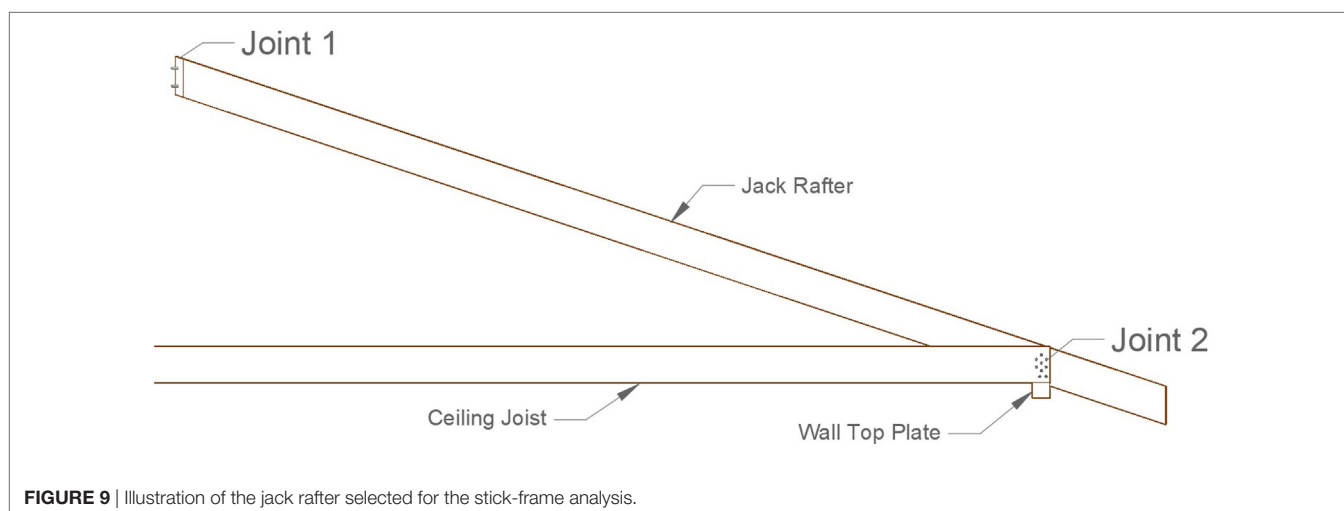 Joint 1
Jack Rafter
Joint 2
Ceiling Joist
Wall Top Plate
FIGURE 9 | Illustration of the jack rafter selected for the stick-frame analysis.